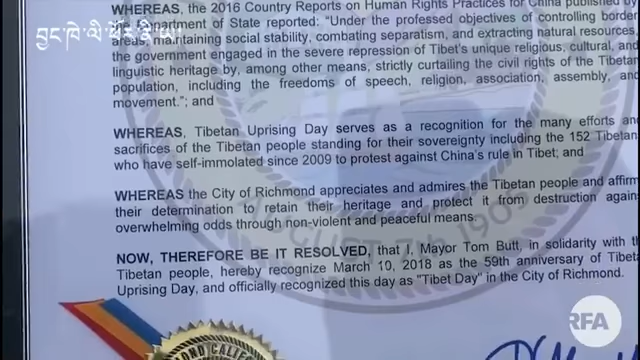 བྱང་ཁ་ལི་ཕོར་ནི་ཡ།
WHEREAS, the 2016 Country Reports on Human Rights Practices for China published by
the Department of State reported: "Under the professed objectives of controlling border
areas, maintaining social stability, combating separatism, and extracting natural resources,
the government engaged in the severe repression of Tibet's unique religious, cultural, and
linguistic heritage by, among other means, strictly curtailing the civil rights of the Tibetan
population, including the freedoms of speech, religion, association, assembly, and
movement."; and
WHEREAS, Tibetan Uprising Day serves as a recognition for the many efforts and
sacrifices of the Tibetan people standing for their sovereignty including the 152 Tibetan
who have self-immolated since 2009 to protest against China's rule in Tibet; and
WHEREAS the City of Richmond appreciates and admires the Tibetan people and affirm
their determination to retain their heritage and protect it from destruction again
overwhelming odds through non-violent and peaceful means.
NOW, THEREFORE BE IT RESOLVED, that I, Mayor Tom Butt, in solidarity with th
Tibetan people, hereby recognize March 10, 2018 as the 59th anniversary of Tibet
Uprising Day, and officially recognized this day as "Tibet Day" in the City of Richmond.
AUGUST 7th 1905
RFA